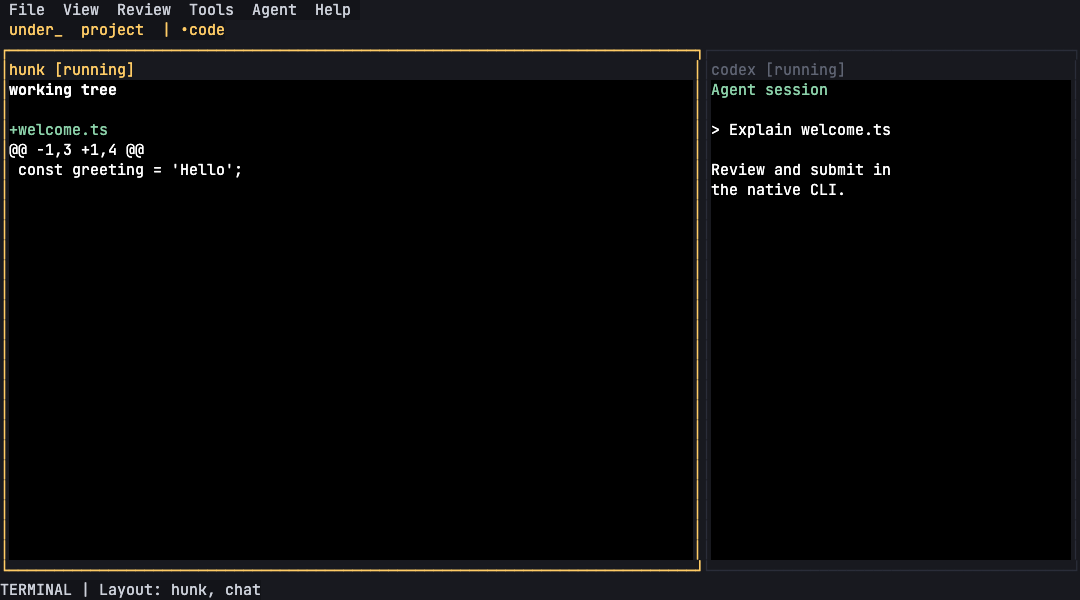 File  View  Review  Tools  Agent  Help
under_  project  | •code
hunk [running]
working tree
+welcome.ts
@@ -1,3 +1,4 @@
 const greeting = 'Hello';
codex [running]
Agent session
> Explain welcome.ts
Review and submit in
the native CLI.
TERMINAL | Layout: hunk, chat